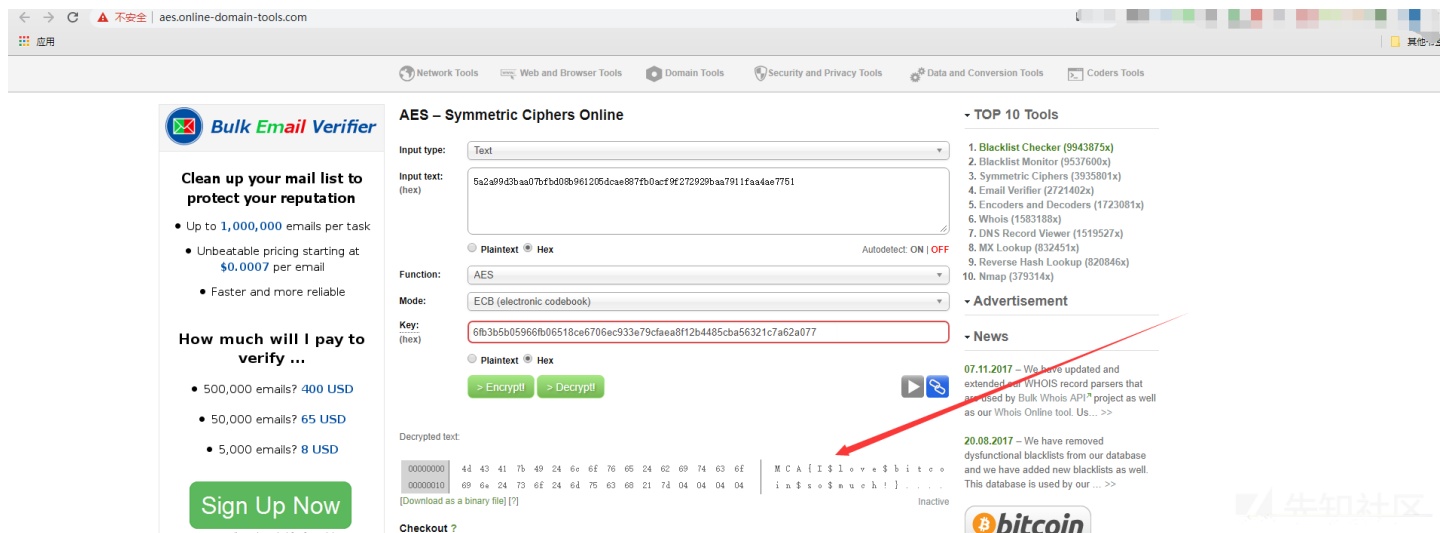 不安全 | aes.online-domain-tools.com
应用
Network Tools Web and Browser Tools Domain Tools Security and Privacy Tools Data and Conversion Tools Coders Tools
Bulk Email Verifier
Clean up your mail list to
protect your reputation
• Up to 1,000,000 emails per task
• Unbeatable pricing starting at
$0.0007 per email
• Faster and more reliable
How much will I pay to
verify ...
• 500,000 emails? 400 USD
• 50,000 emails? 65 USD
• 5,000 emails? 8 USD
Sign Up Now
AES – Symmetric Ciphers Online
Input type: Text
Input text:
(hex)
5a2a99d3baa07bfbd08b961205dcae887fb0acf9f272929baa7911faa4ae7751
Plaintext Hex
Autodetect: ON | OFF
Function: AES
Mode: ECB (electronic codebook)
Key:
(hex)
6fb3b5b05966fb06518ce6706ec933e79cfaea8f12b4485cba56321c7a62a077
Plaintext Hex
> Encrypt! > Decrypt!
Decrypted text:
00000000 4d 43 41 7b 49 24 6c 6f 76 65 24 62 69 74 63 6f M C A { I $ l o v e $ b i t c o
00000010 69 6e 24 73 6f 24 6d 75 63 68 21 7d 04 04 04 04 i n $ s o $ m u c h ! } . . . .
[Download as a binary file] [?]
Inactive
Checkout ?
TOP 10 Tools
1. Blacklist Checker (9943875x)
2. Blacklist Monitor (9537600x)
3. Symmetric Ciphers (3935801x)
4. Email Verifier (2721402x)
5. Encoders and Decoders (1723081x)
6. Whois (1583188x)
7. DNS Record Viewer (1519527x)
8. MX Lookup (832451x)
9. Reverse Hash Lookup (820846x)
10. Nmap (379314x)
Advertisement
News
07.11.2017 – We have updated and
extended our WHOIS record parsers that
are used by Bulk Whois API project as well
as our Whois Online tool. Us... >>
20.08.2017 – We have removed
dysfunctional blacklists from our database
and we have added new blacklists as well.
This database is used by our ... >>
bitcoin
先知社区